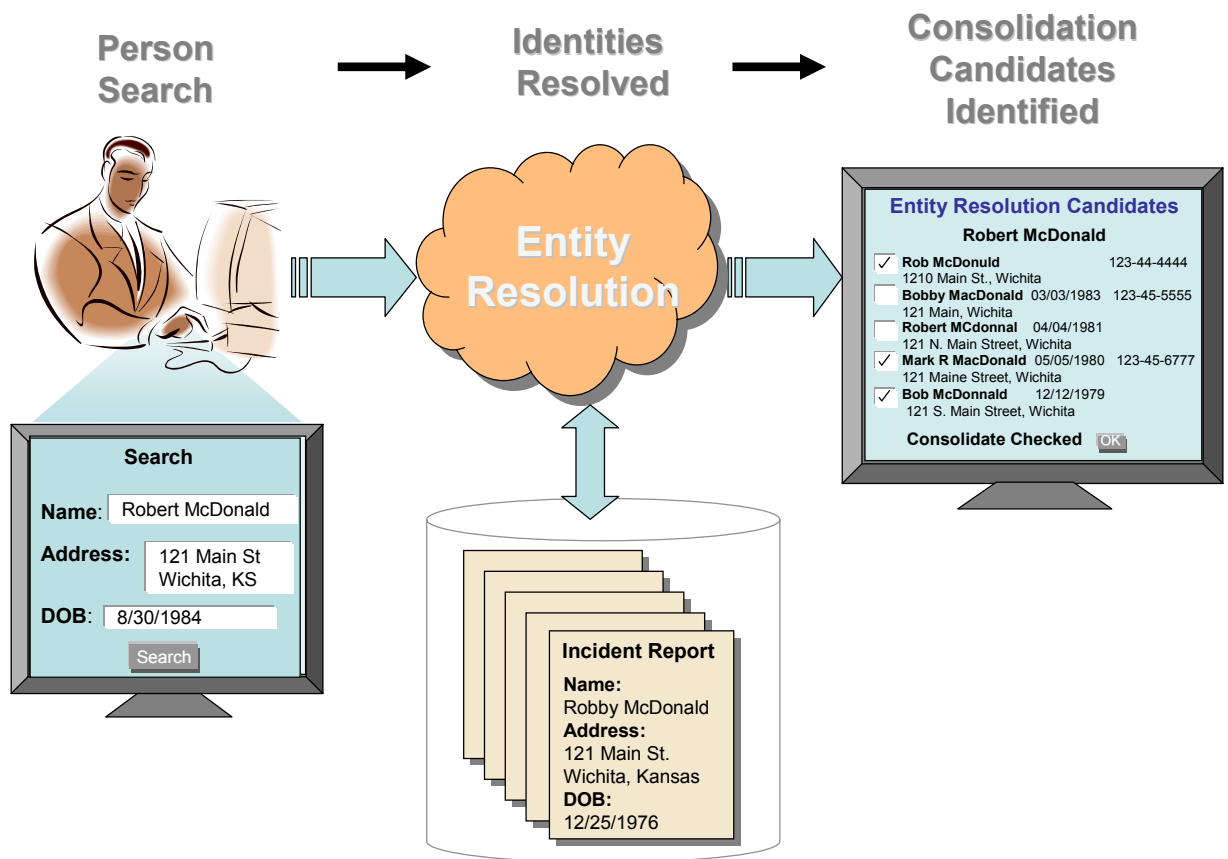 Person
Search
Identities
Resolved
Consolidation
Candidates
Identified
Entity
Resolution
Search
Name: Robert McDonald
Address: 121 Main St
Wichita, KS
DOB: 8/30/1984
Search
Incident Report
Name:
Robby McDonald
Address:
121 Main St.
Wichita, Kansas
DOB:
12/25/1976
Entity Resolution Candidates
Robert McDonald
Rob McDonuld 123-44-4444
1210 Main St., Wichita
Bobby MacDonald 03/03/1983 123-45-5555
121 Main, Wichita
Robert MCdonnal 04/04/1981
121 N. Main Street, Wichita
Mark R MacDonald 05/05/1980 123-45-6777
121 Maine Street, Wichita
Bob McDonnald 12/12/1979
121 S. Main Street, Wichita
Consolidate Checked OK